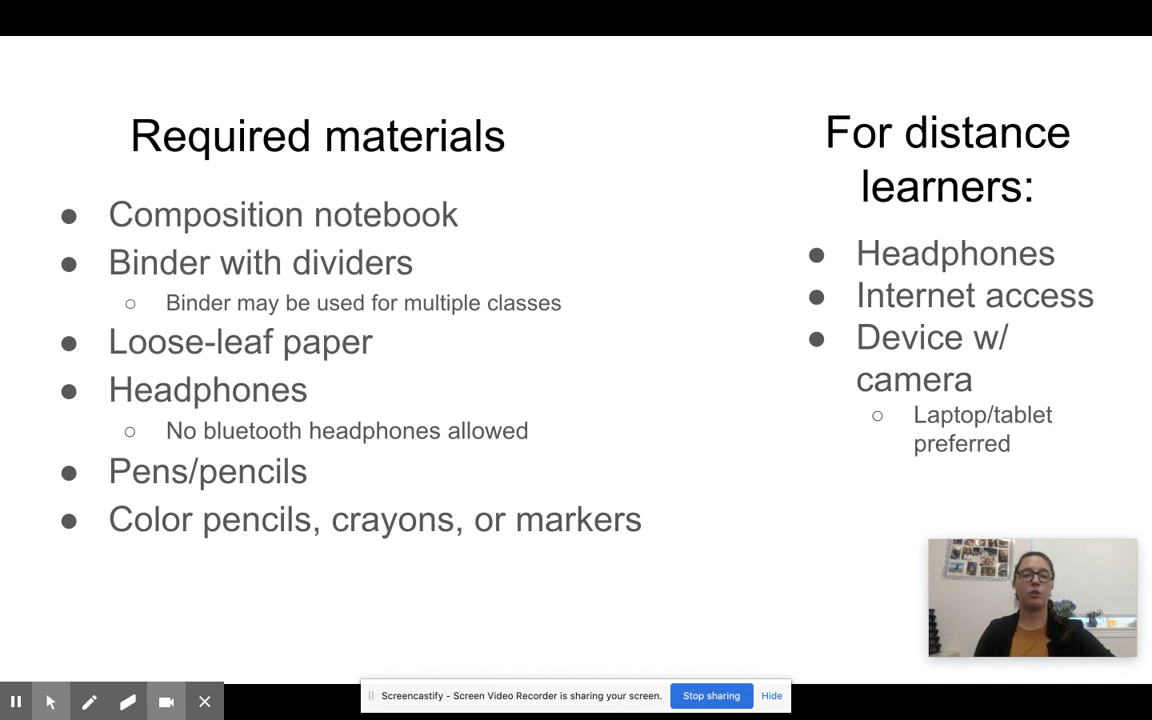 Required materials
Composition notebook
Binder with dividers
Binder may be used for multiple classes
Loose-leaf paper
Headphones
No bluetooth headphones allowed
Pens/pencils
Color pencils, crayons, or markers
For distance
learners:
Headphones
Internet access
Device w/
camera
Laptop/tablet
preferred
Screencastify - Screen Video Recorder is sharing your screen.
Stop sharing
Hide